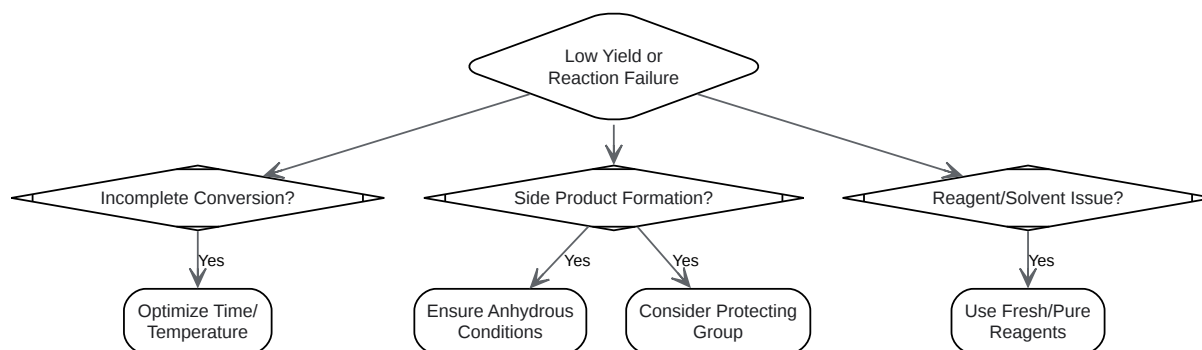 Low Yield or
Reaction Failure
Incomplete Conversion?
Side Product Formation?
Reagent/Solvent Issue?
Yes
Yes
Yes
Yes
Optimize Time/
Temperature
Ensure Anhydrous
Conditions
Consider Protecting
Group
Use Fresh/Pure
Reagents